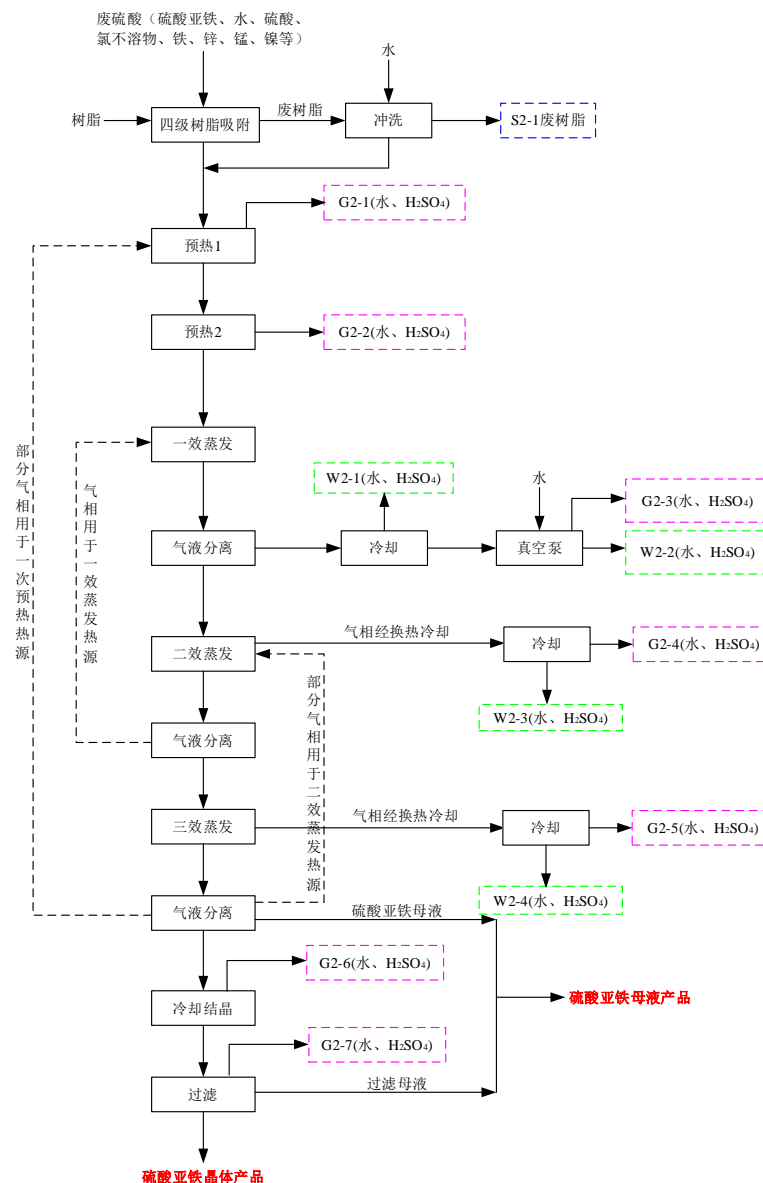 废硫酸（硫酸亚铁、水、硫酸、
氯不溶物、铁、锌、锰、镍等）
水
树脂
四级树脂吸附
废树脂
冲洗
S2-1废树脂
G2-1(水、H₂SO₄)
预热1
预热2
G2-2(水、H₂SO₄)
部分气相用于一次预热热源
气相用于一效蒸发热源
一效蒸发
W2-1(水、H₂SO₄)
水
G2-3(水、H₂SO₄)
气液分离
冷却
真空泵
W2-2(水、H₂SO₄)
气相经换热冷却
二效蒸发
冷却
G2-4(水、H₂SO₄)
部分气相用于二效蒸发热源
W2-3(水、H₂SO₄)
气液分离
气相经换热冷却
三效蒸发
冷却
G2-5(水、H₂SO₄)
W2-4(水、H₂SO₄)
气液分离
硫酸亚铁母液
G2-6(水、H₂SO₄)
冷却结晶
硫酸亚铁母液产品
G2-7(水、H₂SO₄)
过滤
过滤母液
硫酸亚铁晶体产品